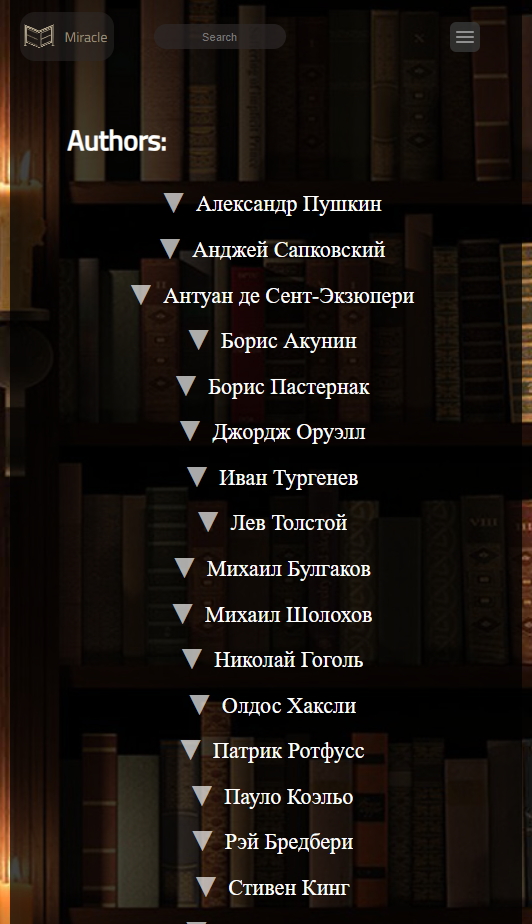 Miracle
Search
Authors:
Александр Пушкин
Анджей Сапковский
Антуан де Сент-Экзюпери
Борис Акунин
Борис Пастернак
Джордж Оруэлл
Иван Тургенев
Лев Толстой
Михаил Булгаков
Михаил Шолохов
Николай Гоголь
Олдос Хаксли
Патрик Ротфусс
Пауло Коэльо
Рэй Бредбери
Стивен Кинг